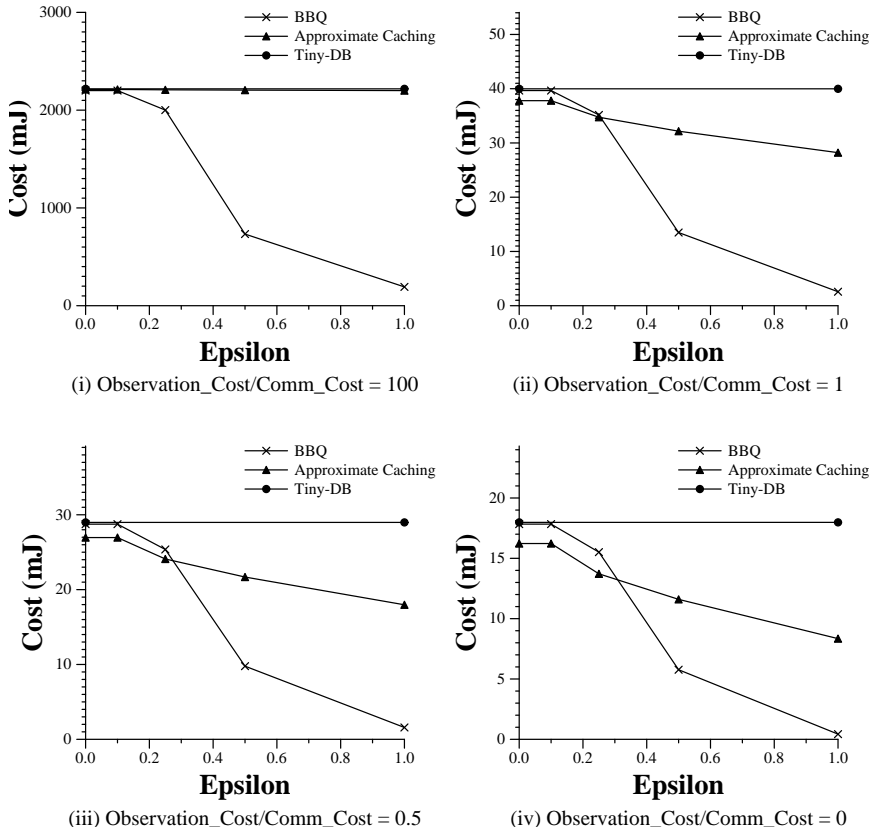 BBQ
Approximate Caching
Tiny-DB
3000
2000
1000
0
Cost (mJ)
0.0 0.2 0.4 0.6 0.8 1.0
Epsilon
(i) Observation_Cost/Comm_Cost = 100
BBQ
Approximate Caching
Tiny-DB
50
40
30
20
10
0
Cost (mJ)
0.0 0.2 0.4 0.6 0.8 1.0
Epsilon
(ii) Observation_Cost/Comm_Cost = 1
BBQ
Approximate Caching
Tiny-DB
30
20
10
0
Cost (mJ)
0.0 0.2 0.4 0.6 0.8 1.0
Epsilon
(iii) Observation_Cost/Comm_Cost = 0.5
BBQ
Approximate Caching
Tiny-DB
20
15
10
5
0
Cost (mJ)
0.0 0.2 0.4 0.6 0.8 1.0
Epsilon
(iv) Observation_Cost/Comm_Cost = 0